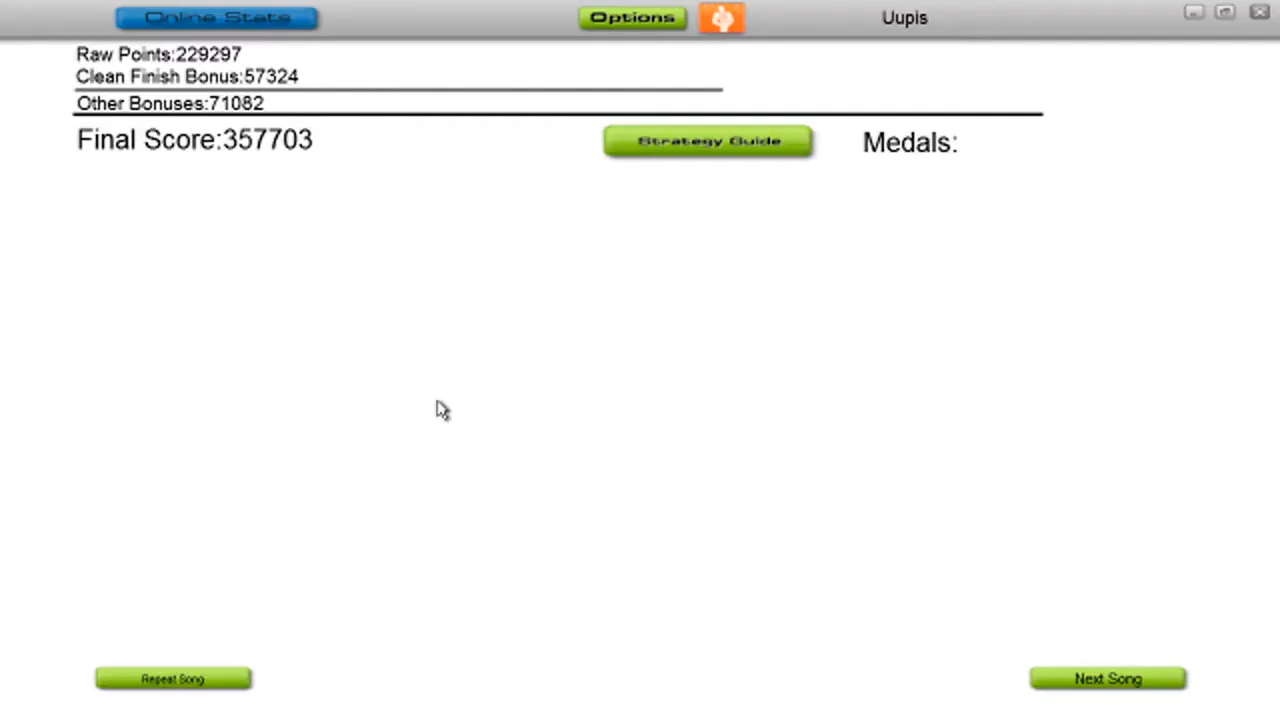 Online Stats
Options
Uupis
Raw Points:229297
Clean Finish Bonus:57324
Other Bonuses:71082
Final Score:357703
Strategy Guide
Medals:
Repeat Song
Next Song